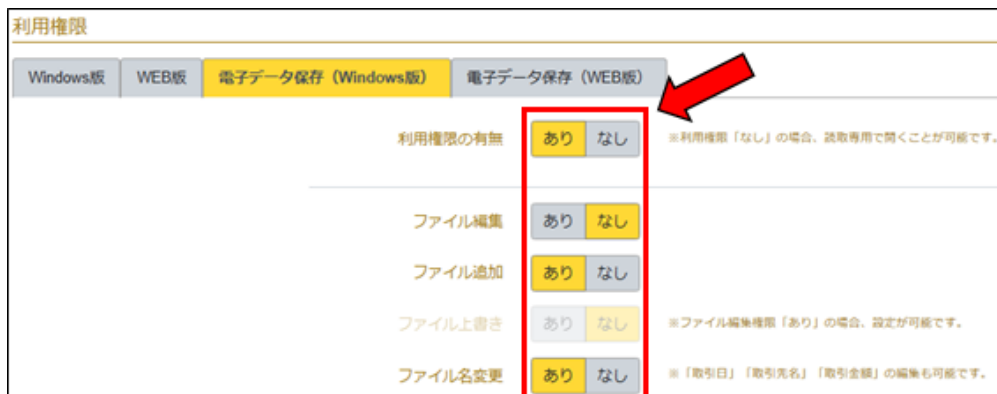 利用権限
Windows版 WEB版 電子データ保存（Windows版） 電子データ保存（WEB版）
利用権限の有無 あり なし ※利用権限「なし」の場合、読取専用で開くことが可能です。
ファイル編集 あり なし
ファイル追加 あり なし
ファイル上書き あり なし ※ファイル編集権限「あり」の場合、設定が可能です。
ファイル名変更 あり なし ※「取引日」「取引先名」「取引金額」の編集も可能です。